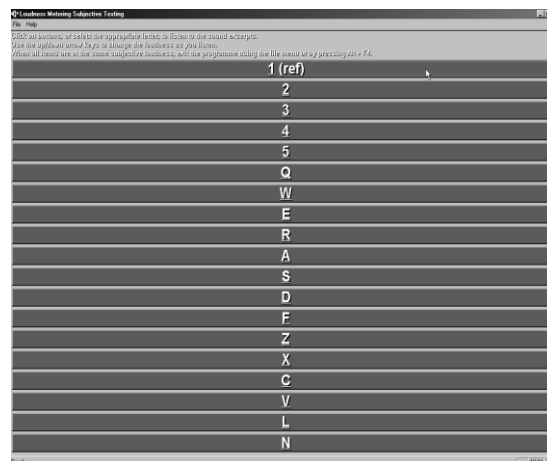 Loudness Metering Subjective Testing
File Help
Click on buttons, or select the appropriate letter, to listen to the sound excerpts.
Use the up/down arrow keys to change the loudness as you listen.
When all items are at the same subjective loudness, exit the programme using the file menu or by pressing Alt + F4.
1 (ref)
2
3
4
5
Q
W
E
R
A
S
D
F
Z
X
C
V
L
N